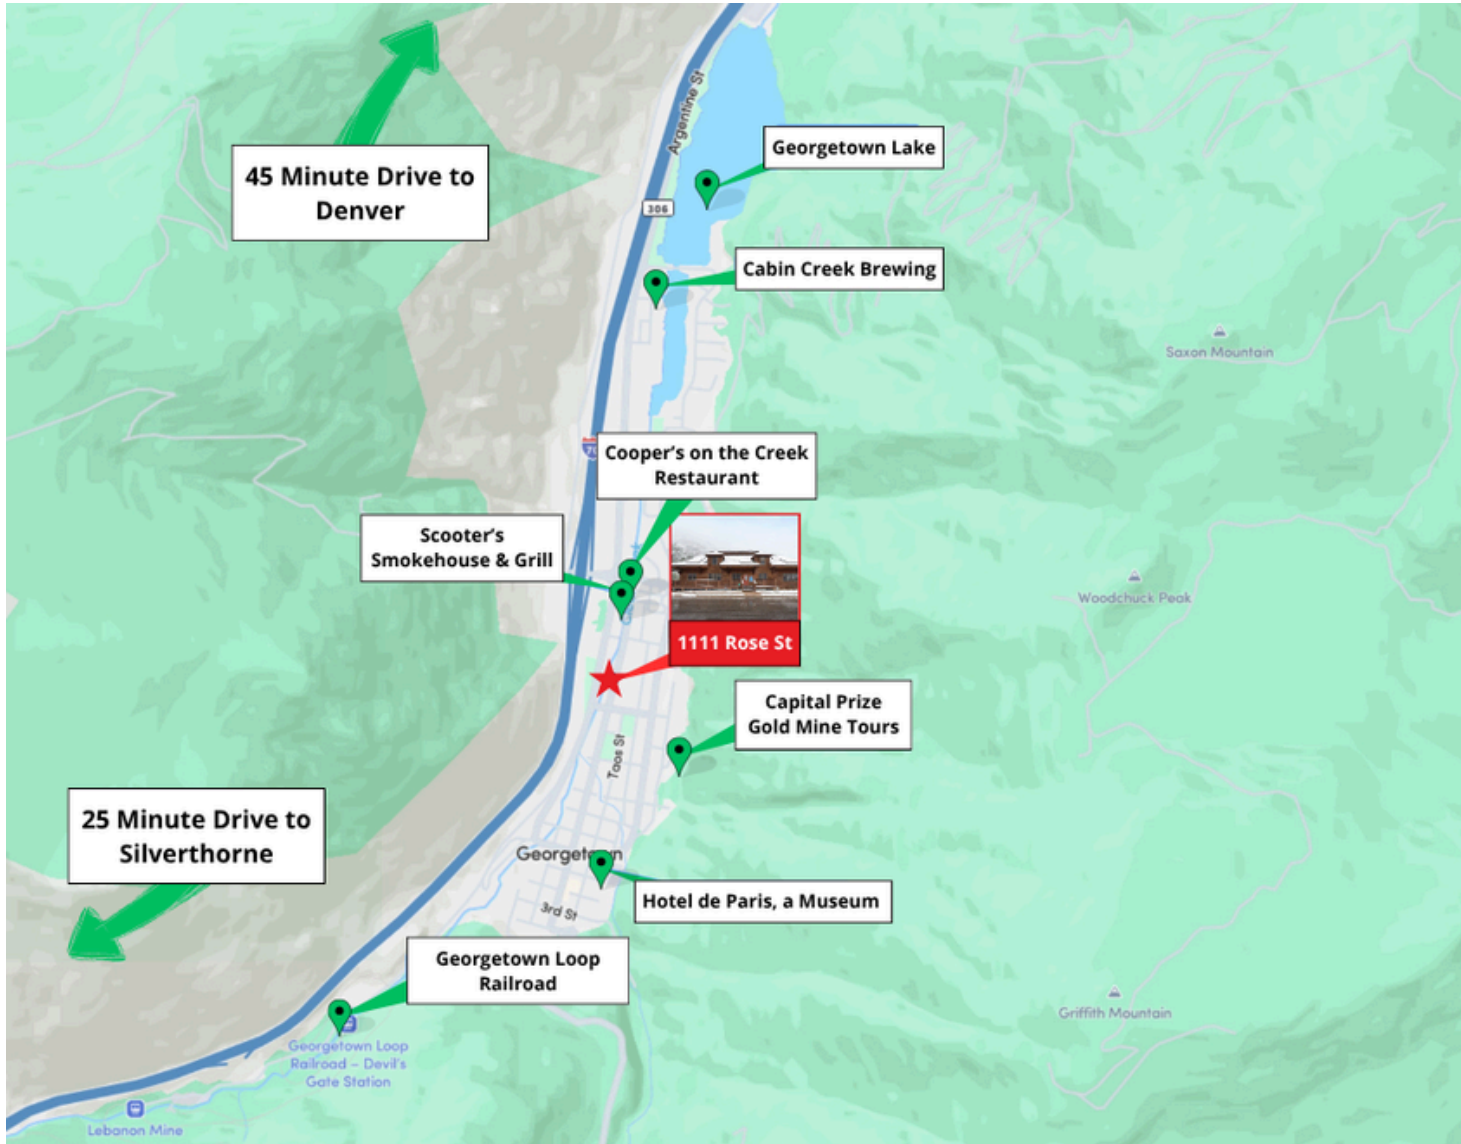 Argentine St
Georgetown Lake
45 Minute Drive to
Denver
306
Cabin Creek Brewing
Saxon Mountain
70
Cooper's on the Creek
Restaurant
Scooter's
Smokehouse & Grill
Woodchuck Peak
1111 Rose St
Capital Prize
Gold Mine Tours
Taos St
25 Minute Drive to
Silverthorne
Georgetown
Hotel de Paris, a Museum
3rd St
Georgetown Loop
Railroad
Griffith Mountain
Georgetown Loop
Railroad – Devil's
Gate Station
Lebanon Mine